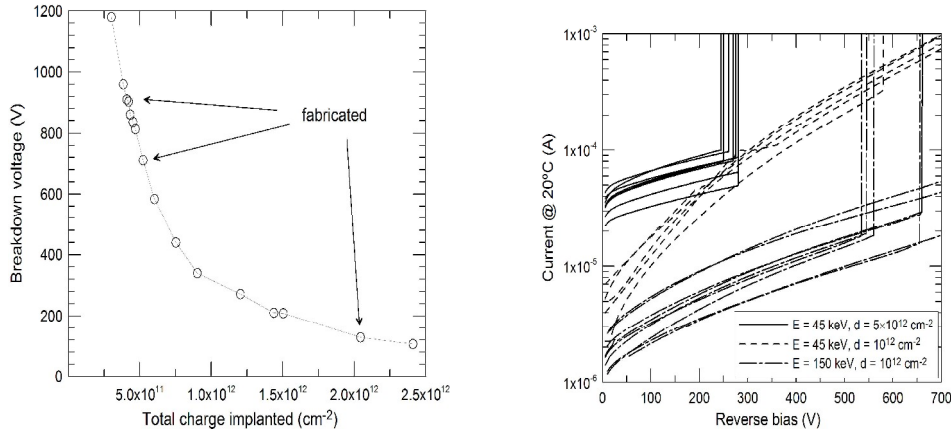 1200
1000
800
600
400
200
0
Breakdown voltage (V)
fabricated
5.0x10¹¹ 1.0x10¹² 1.5x10¹² 2.0x10¹² 2.5x10¹²
Total charge implanted (cm⁻²)
1x10⁻³
1x10⁻⁴
1x10⁻⁵
1x10⁻⁶
Current @ 20ºC (A)
E = 45 keV, d = 5×10¹² cm⁻²
E = 45 keV, d = 10¹² cm⁻²
E = 150 keV, d = 10¹² cm⁻²
0 100 200 300 400 500 600 700
Reverse bias (V)